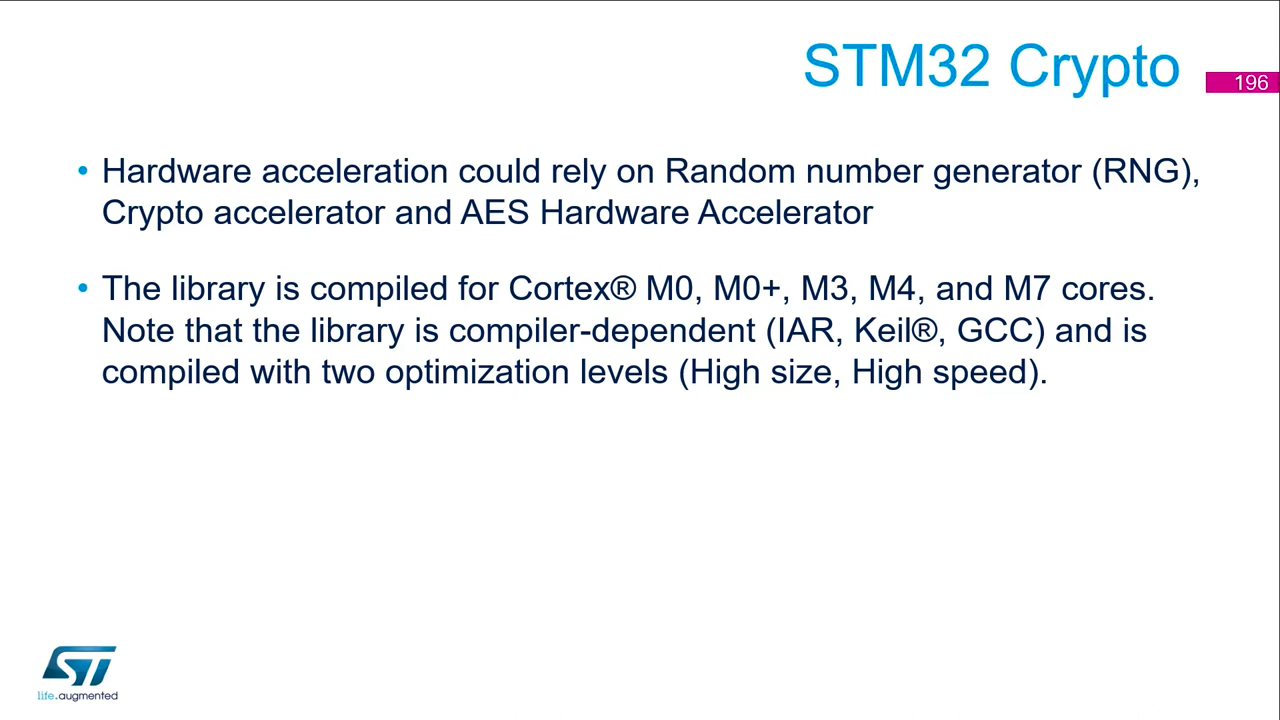 STM32 Crypto
196
• Hardware acceleration could rely on Random number generator (RNG),
Crypto accelerator and AES Hardware Accelerator
• The library is compiled for Cortex® M0, M0+, M3, M4, and M7 cores.
Note that the library is compiler-dependent (IAR, Keil®, GCC) and is
compiled with two optimization levels (High size, High speed).
ST
life.augmented